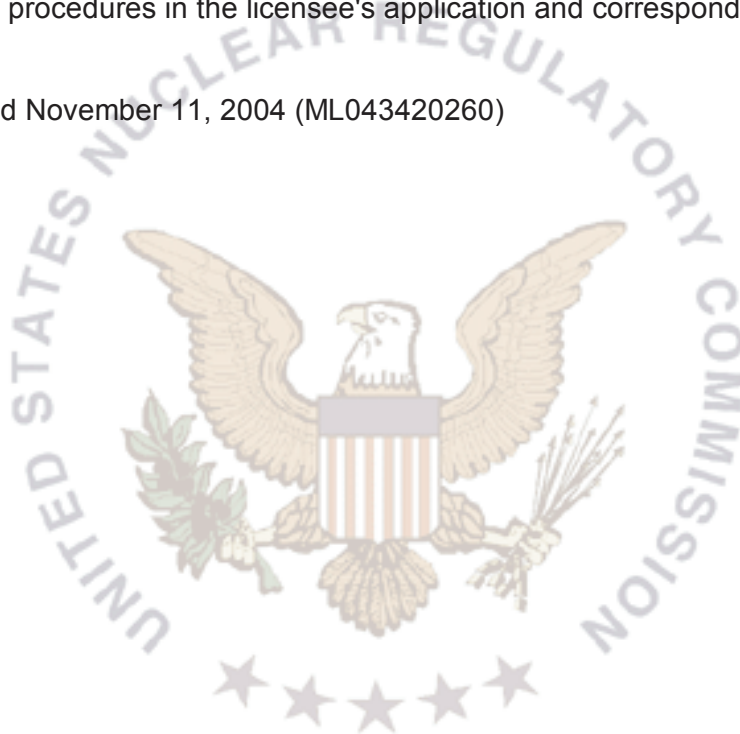 procedures in the licensee's application and correspond
d November 11, 2004 (ML043420260)
UNITED STATES NUCLEAR REGULATORY COMMISSION